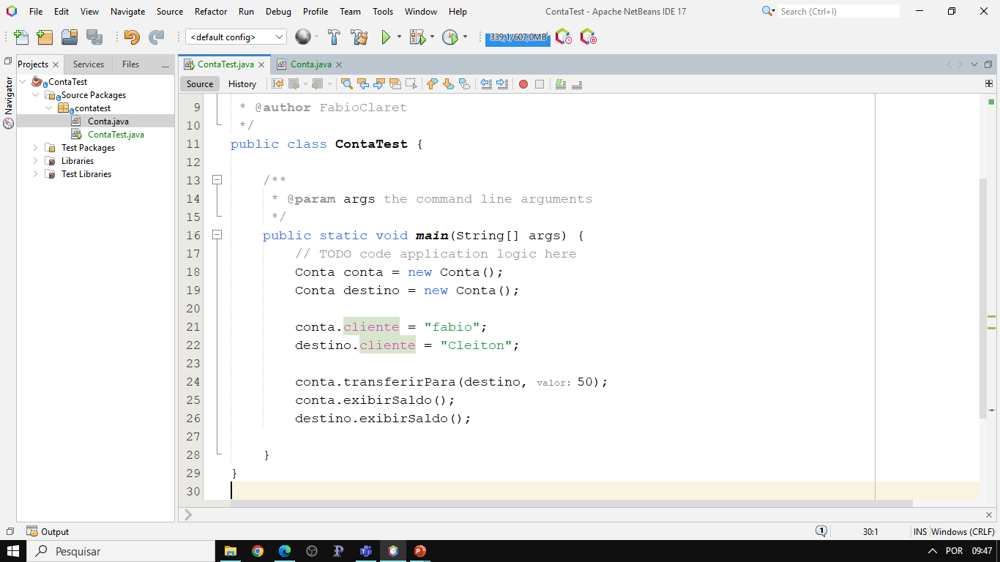 File Edit View Navigate Source Refactor Run Debug Profile Team Tools Window Help ContaTest - Apache NetBeans IDE 17 Search (Ctrl+I)
<default config> 339,1/607,0MB
Projects Services Files
ContaTest.java Conta.java
Navigator
ContaTest
Source Packages
contatest
Conta.java
ContaTest.java
Test Packages
Libraries
Test Libraries
Source History
9 * @author FabioClaret
10 */
11 public class ContaTest {
12
13 /**
14 * @param args the command line arguments
15 */
16 public static void main(String[] args) {
17 // TODO code application logic here
18 Conta conta = new Conta();
19 Conta destino = new Conta();
20
21 conta.cliente = "fabio";
22 destino.cliente = "Cleiton";
23
24 conta.transferirPara(destino, valor: 50);
25 conta.exibirSaldo();
26 destino.exibirSaldo();
27
28 }
29 }
30
Output 1 30:1 INS Windows (CRLF)
Pesquisar POR 09:47